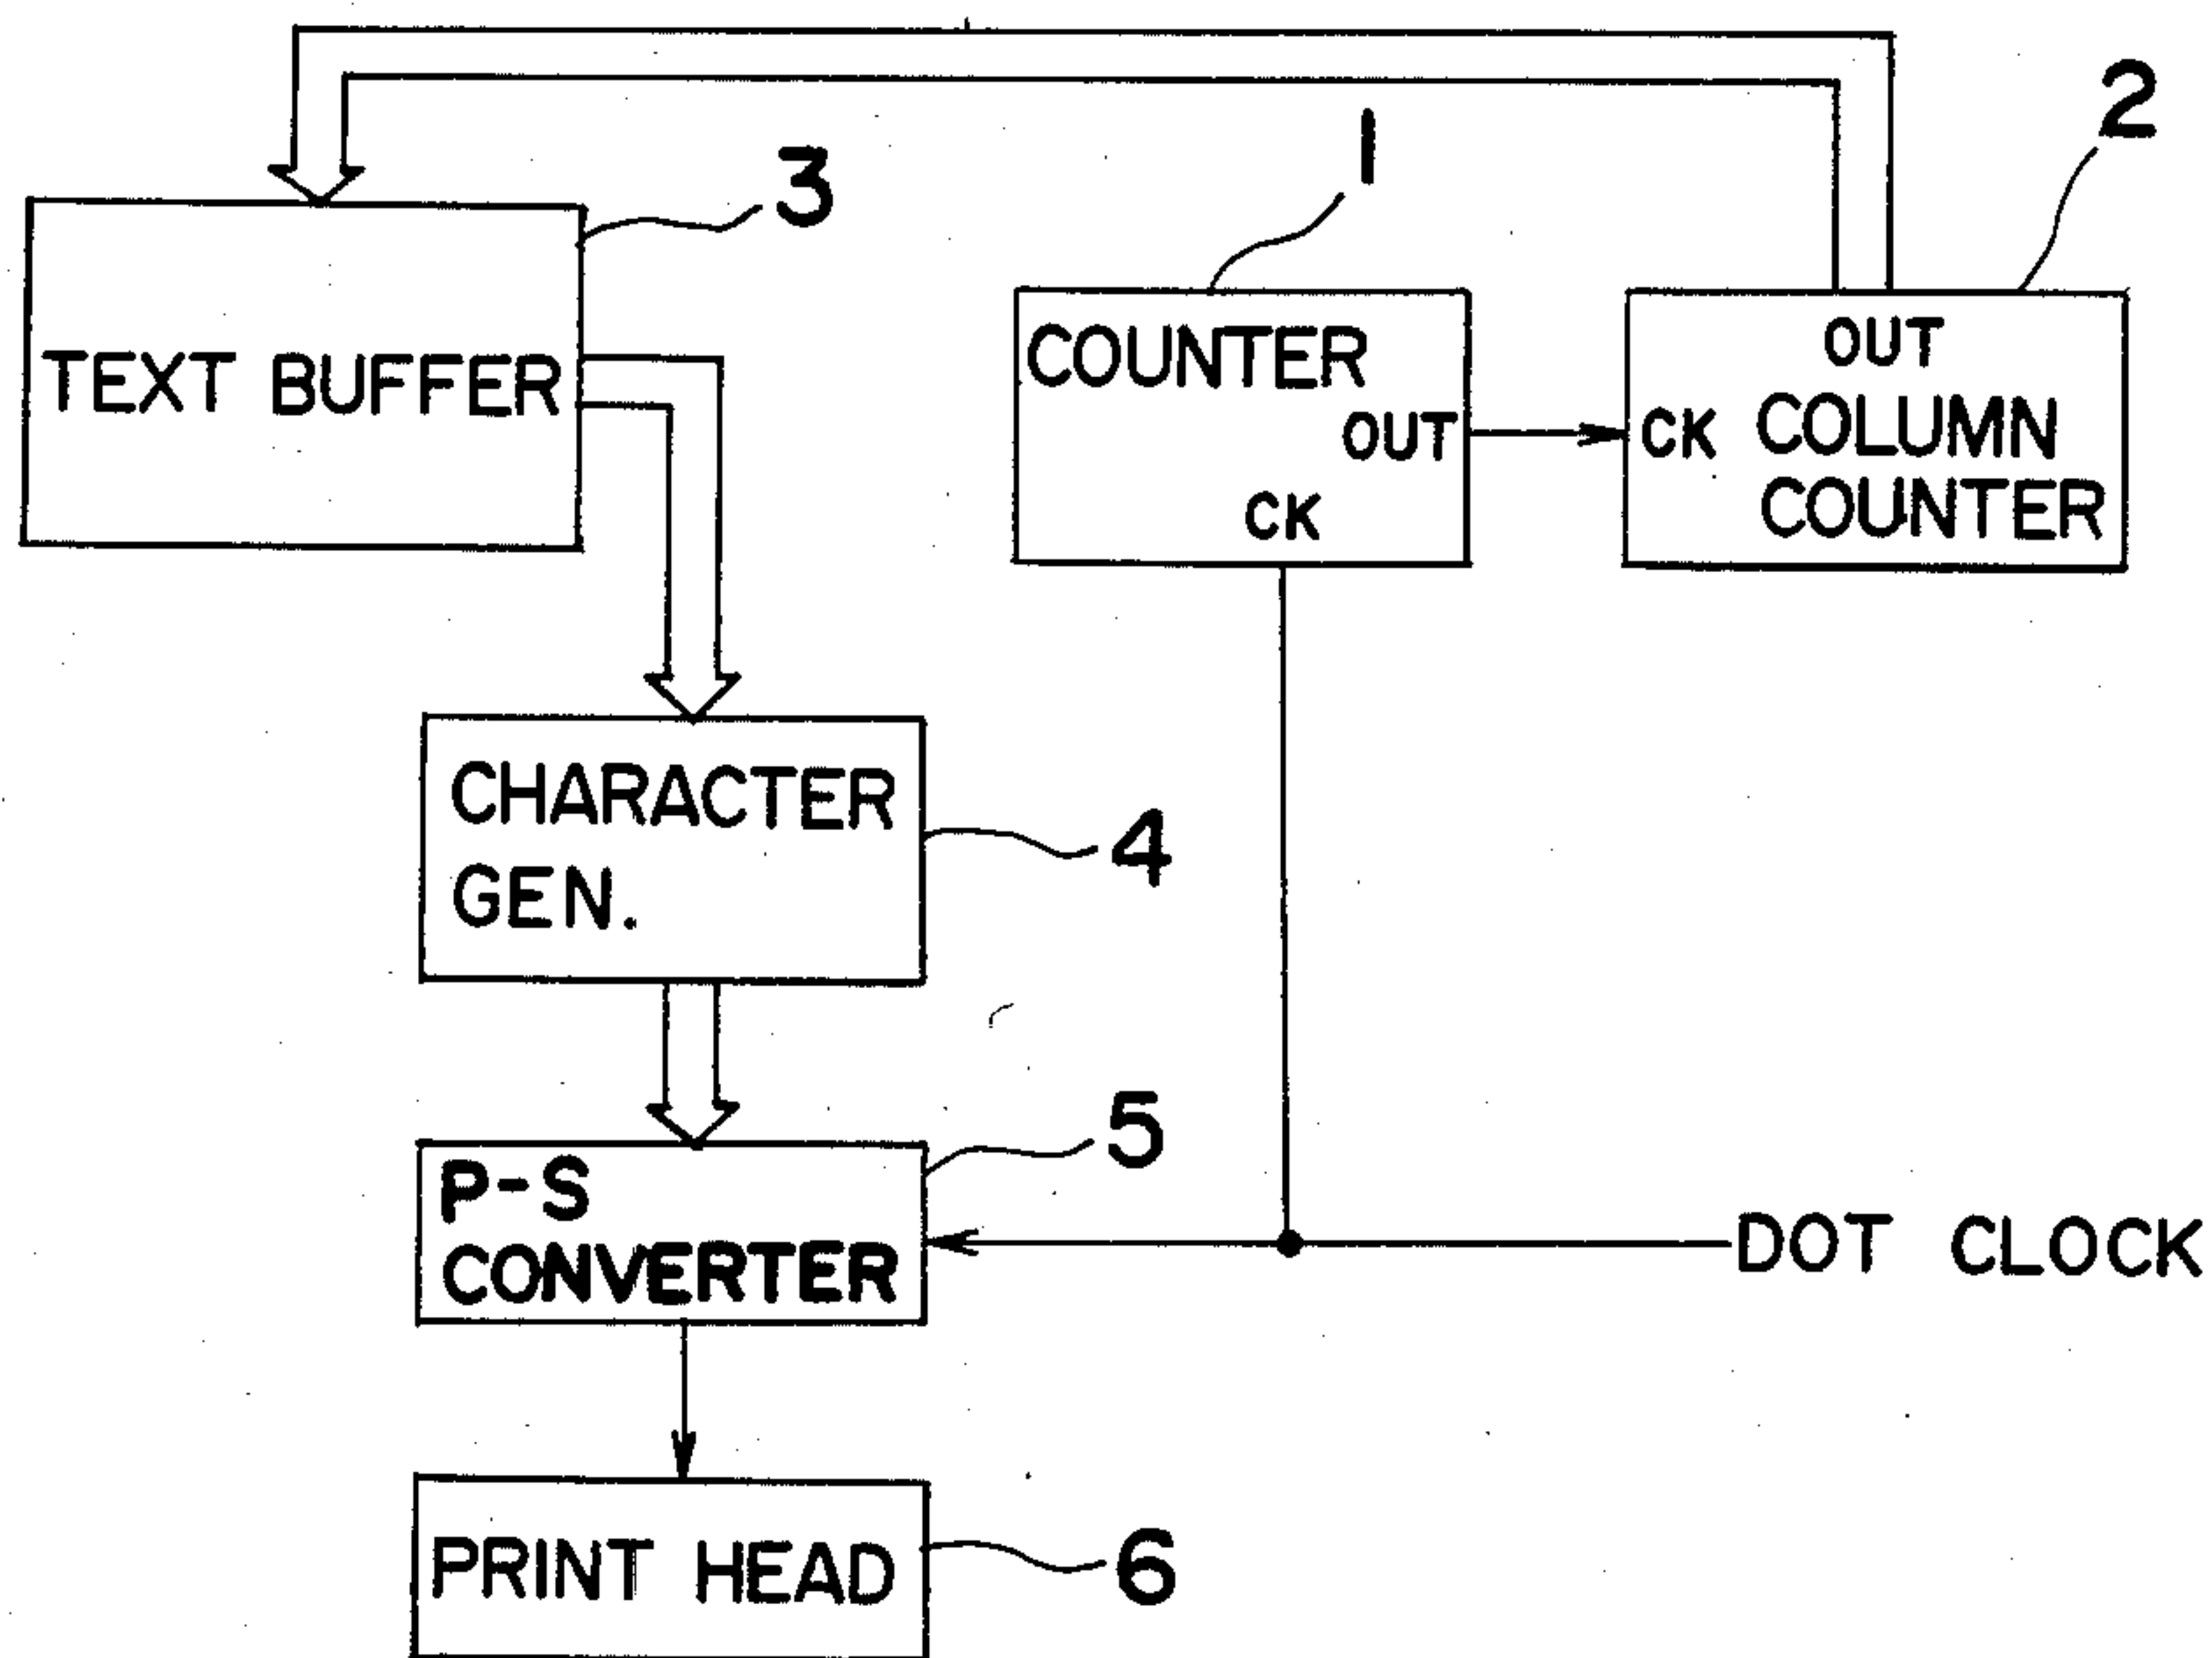 2
1
3
TEXT BUFFER
COUNTER
OUT
CK
OUT
CK COLUMN
COUNTER
CHARACTER
GEN.
4
5
P-S
CONVERTER
DOT CLOCK
PRINT HEAD
6